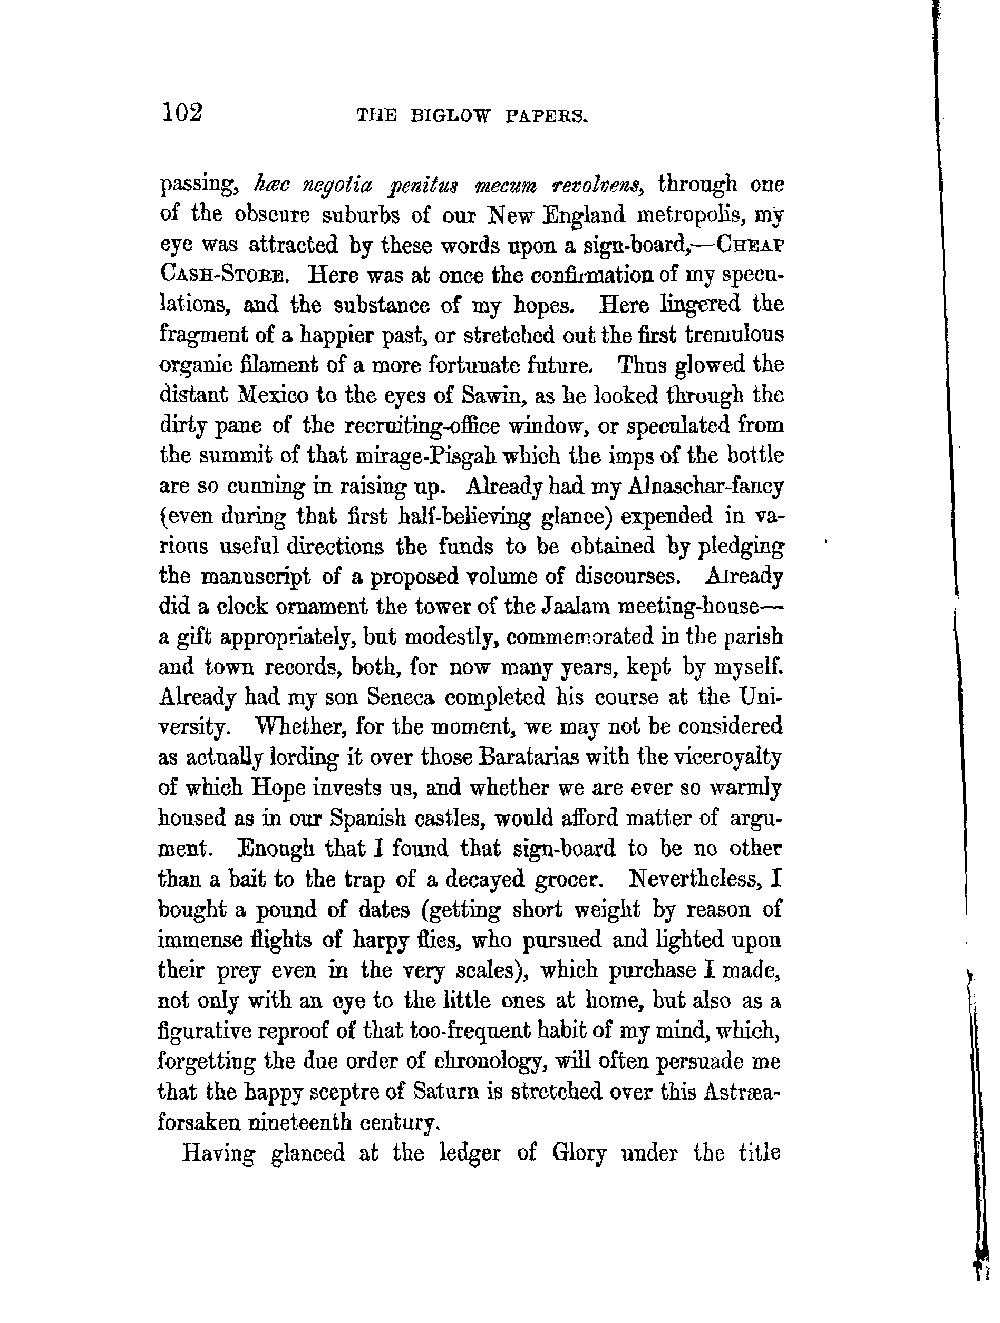 102 THE BIGLOW PAPERS.
passing, hæc negotia penitus mecum revolvens, through one
of the obscure suburbs of our New England metropolis, my
eye was attracted by these words upon a sign-board,—CHEAP
CASH-STORE. Here was at once the confirmation of my specu-
lations, and the substance of my hopes. Here lingered the
fragment of a happier past, or stretched out the first tremulous
organic filament of a more fortunate future. Thus glowed the
distant Mexico to the eyes of Sawin, as he looked through the
dirty pane of the recruiting-office window, or speculated from
the summit of that mirage-Pisgah which the imps of the bottle
are so cunning in raising up. Already had my Alnaschar-fancy
(even during that first half-believing glance) expended in va-
rious useful directions the funds to be obtained by pledging
the manuscript of a proposed volume of discourses. Already
did a clock ornament the tower of the Jaalam meeting-house—
a gift appropriately, but modestly, commemorated in the parish
and town records, both, for now many years, kept by myself.
Already had my son Seneca completed his course at the Uni-
versity. Whether, for the moment, we may not be considered
as actually lording it over those Baratarias with the viceroyalty
of which Hope invests us, and whether we are ever so warmly
housed as in our Spanish castles, would afford matter of argu-
ment. Enough that I found that sign-board to be no other
than a bait to the trap of a decayed grocer. Nevertheless, I
bought a pound of dates (getting short weight by reason of
immense flights of harpy flies, who pursued and lighted upon
their prey even in the very scales), which purchase I made,
not only with an eye to the little ones at home, but also as a
figurative reproof of that too-frequent habit of my mind, which,
forgetting the due order of chronology, will often persuade me
that the happy sceptre of Saturn is stretched over this Astræa-
forsaken nineteenth century.
Having glanced at the ledger of Glory under the title